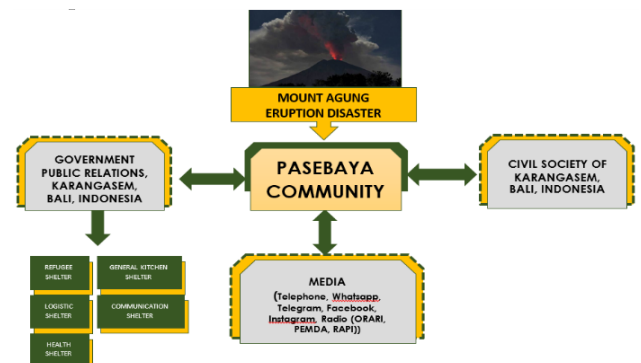 MOUNT AGUNG
ERUPTION DISASTER
GOVERNMENT
PUBLIC RELATIONS,
KARANGASEM,
BALI, INDONESIA
PASEBAYA
COMMUNITY
CIVIL SOCIETY OF
KARANGASEM,
BALI, INDONESIA
REFUGEE
SHELTER
GENERAL KITCHEN
SHELTER
LOGISTIC
SHELTER
COMMUNICATION
SHELTER
HEALTH
SHELTER
MEDIA
(Telephone, Whatsapp,
Telegram, Facebook,
Instagram, Radio (ORARI,
PEMDA, RAPI))